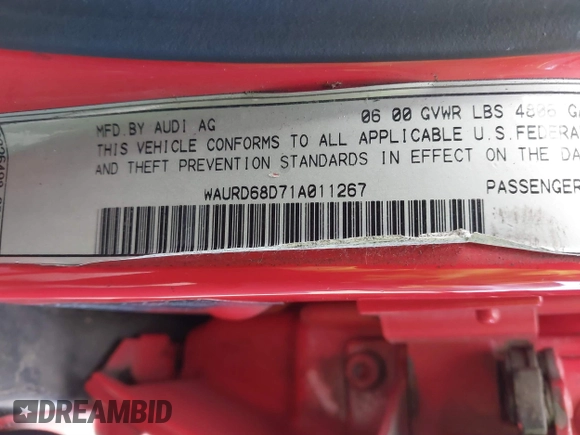 MFD. BY AUDI AG 06 00 GVWR LBS 4806
THIS VEHICLE CONFORMS TO ALL APPLICABLE U.S. FEDERA
AND THEFT PREVENTION STANDARDS IN EFFECT ON THE DA
WAURD68D71A011267 PASSENGER
DREAMBID